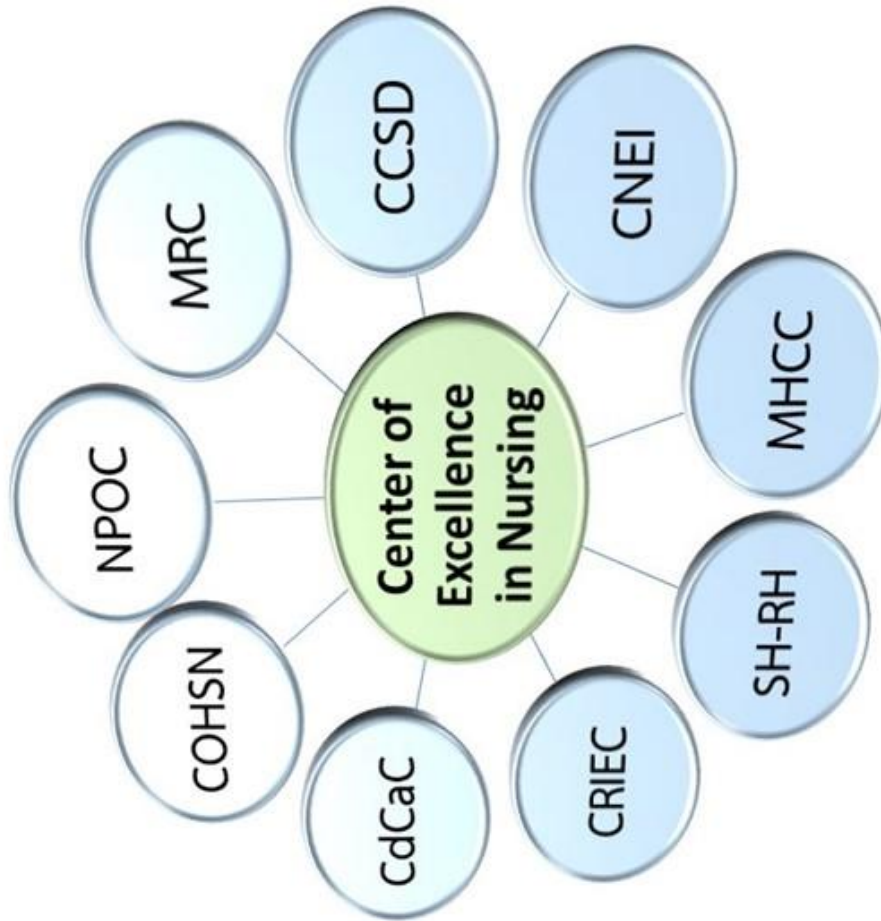 Center of
Excellence
in Nursing
NPOC
MRC
CCSD
CNEI
MHCC
SH-RH
CRIEC
CdCaC
COHSN